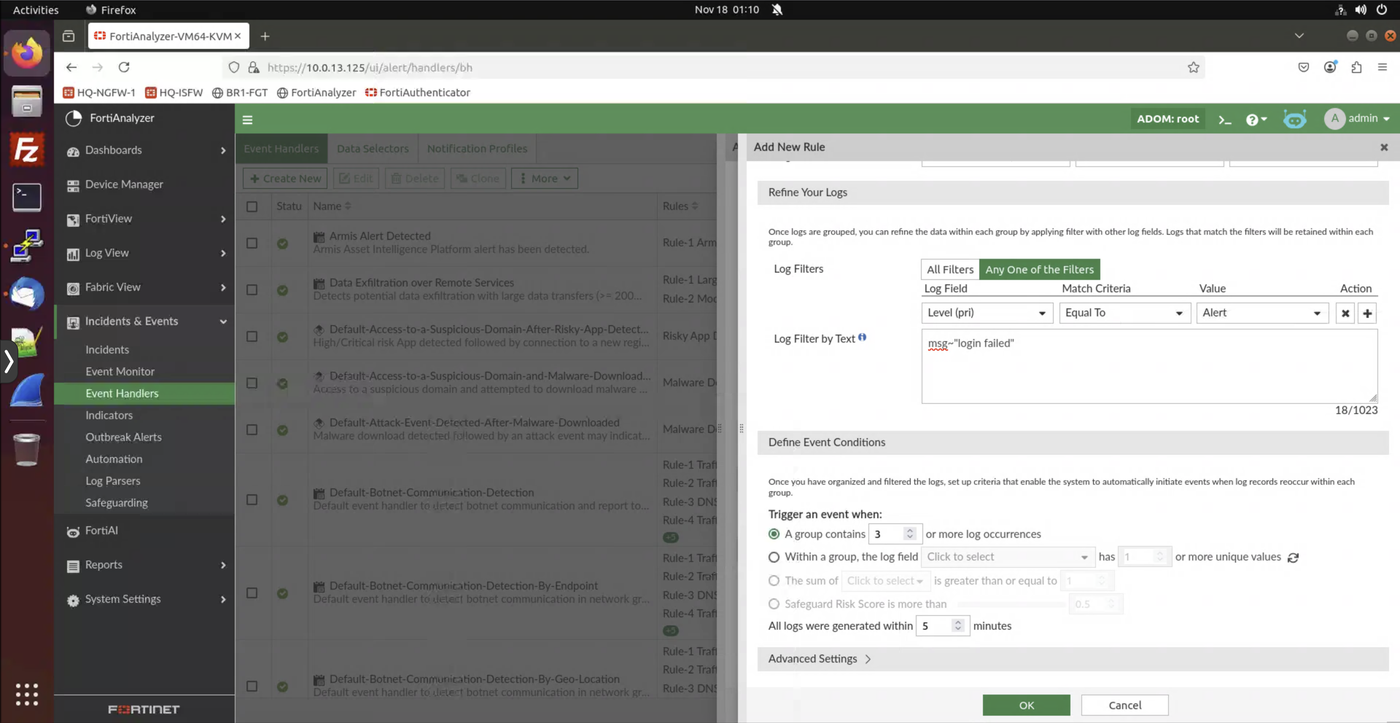 Activities Firefox Nov 18 01:10
FortiAnalyzer-VM64-KVM
https://10.0.13.125/ui/alert/handlers/bh
HQ-NGFW-1 HQ-ISFW BR1-FGT FortiAnalyzer FortiAuthenticator
FortiAnalyzer
ADOM: root
A admin
Dashboards
Device Manager
FortiView
Log View
Fabric View
Incidents & Events
Incidents
Event Monitor
Event Handlers
Indicators
Outbreak Alerts
Automation
Log Parsers
Safeguarding
FortiAI
Reports
System Settings
FORTINET
Event Handlers Data Selectors Notification Profiles
Create New Edit Delete Clone More
Statu Name Rules
Armis Alert Detected
Armis Asset Intelligence Platform alert has been detected.
Rule-1 Arm
Data Exfiltration over Remote Services
Detects potential data exfiltration with large data transfers (>= 200...
Rule-1 Larg
Rule-2 Mod
Default-Access-to-a-Suspicious-Domain-After-Risky-App-Detect...
High/Critical risk App detected followed by connection to a new regi...
Risky App L
Default-Access-to-a-Suspicious-Domain-and-Malware-Download...
Access to a suspicious domain and attempted to download malware ...
Malware D
Default-Attack-Event-Detected-After-Malware-Downloaded
Malware download detected followed by an attack event may indicat...
Malware D
Default-Botnet-Communication-Detection
Default event handler to detect botnet communication and report to...
Rule-1 Traf
Rule-2 Traf
Rule-3 DNS
Rule-4 Traf
Default-Botnet-Communication-Detection-By-Endpoint
Default event handler to detect botnet communication in network gr...
Rule-1 Traf
Rule-2 Traf
Rule-3 DNS
Rule-4 Traf
Default-Botnet-Communication-Detection-By-Geo-Location
Default event handler to detect botnet communication in network gr...
Rule-1 Traf
Rule-2 Traf
Rule-3 DNS
Add New Rule
Refine Your Logs
Once logs are grouped, you can refine the data within each group by applying filter with other log fields. Logs that match the filters will be retained within each
group.
Log Filters All Filters Any One of the Filters
Log Field Match Criteria Value Action
Level (pri) Equal To Alert
Log Filter by Text
msg~"login failed"
18/1023
Define Event Conditions
Once you have organized and filtered the logs, set up criteria that enable the system to automatically initiate events when log records reoccur within each
group.
Trigger an event when:
A group contains 3 or more log occurrences
Within a group, the log field Click to select has 1 or more unique values
The sum of Click to select is greater than or equal to 1
Safeguard Risk Score is more than 0.5
All logs were generated within 5 minutes
Advanced Settings
OK Cancel